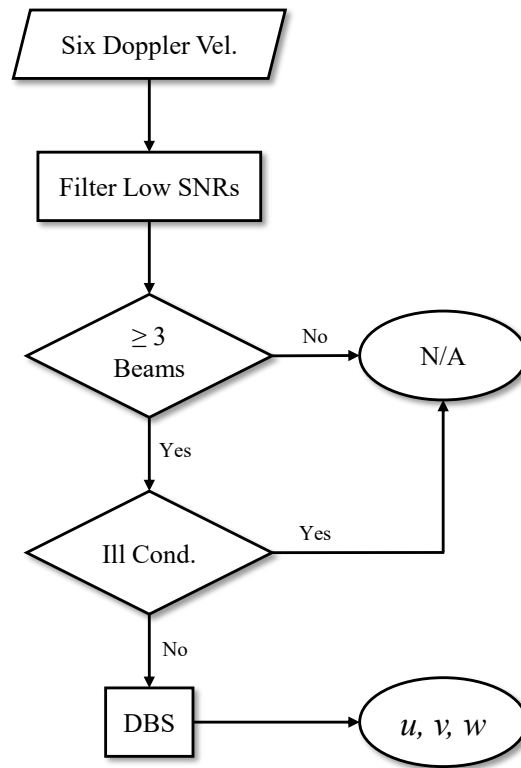 Six Doppler Vel.
Filter Low SNRs
≥ 3
Beams
No
N/A
Yes
Ill Cond.
Yes
No
DBS
u, v, w